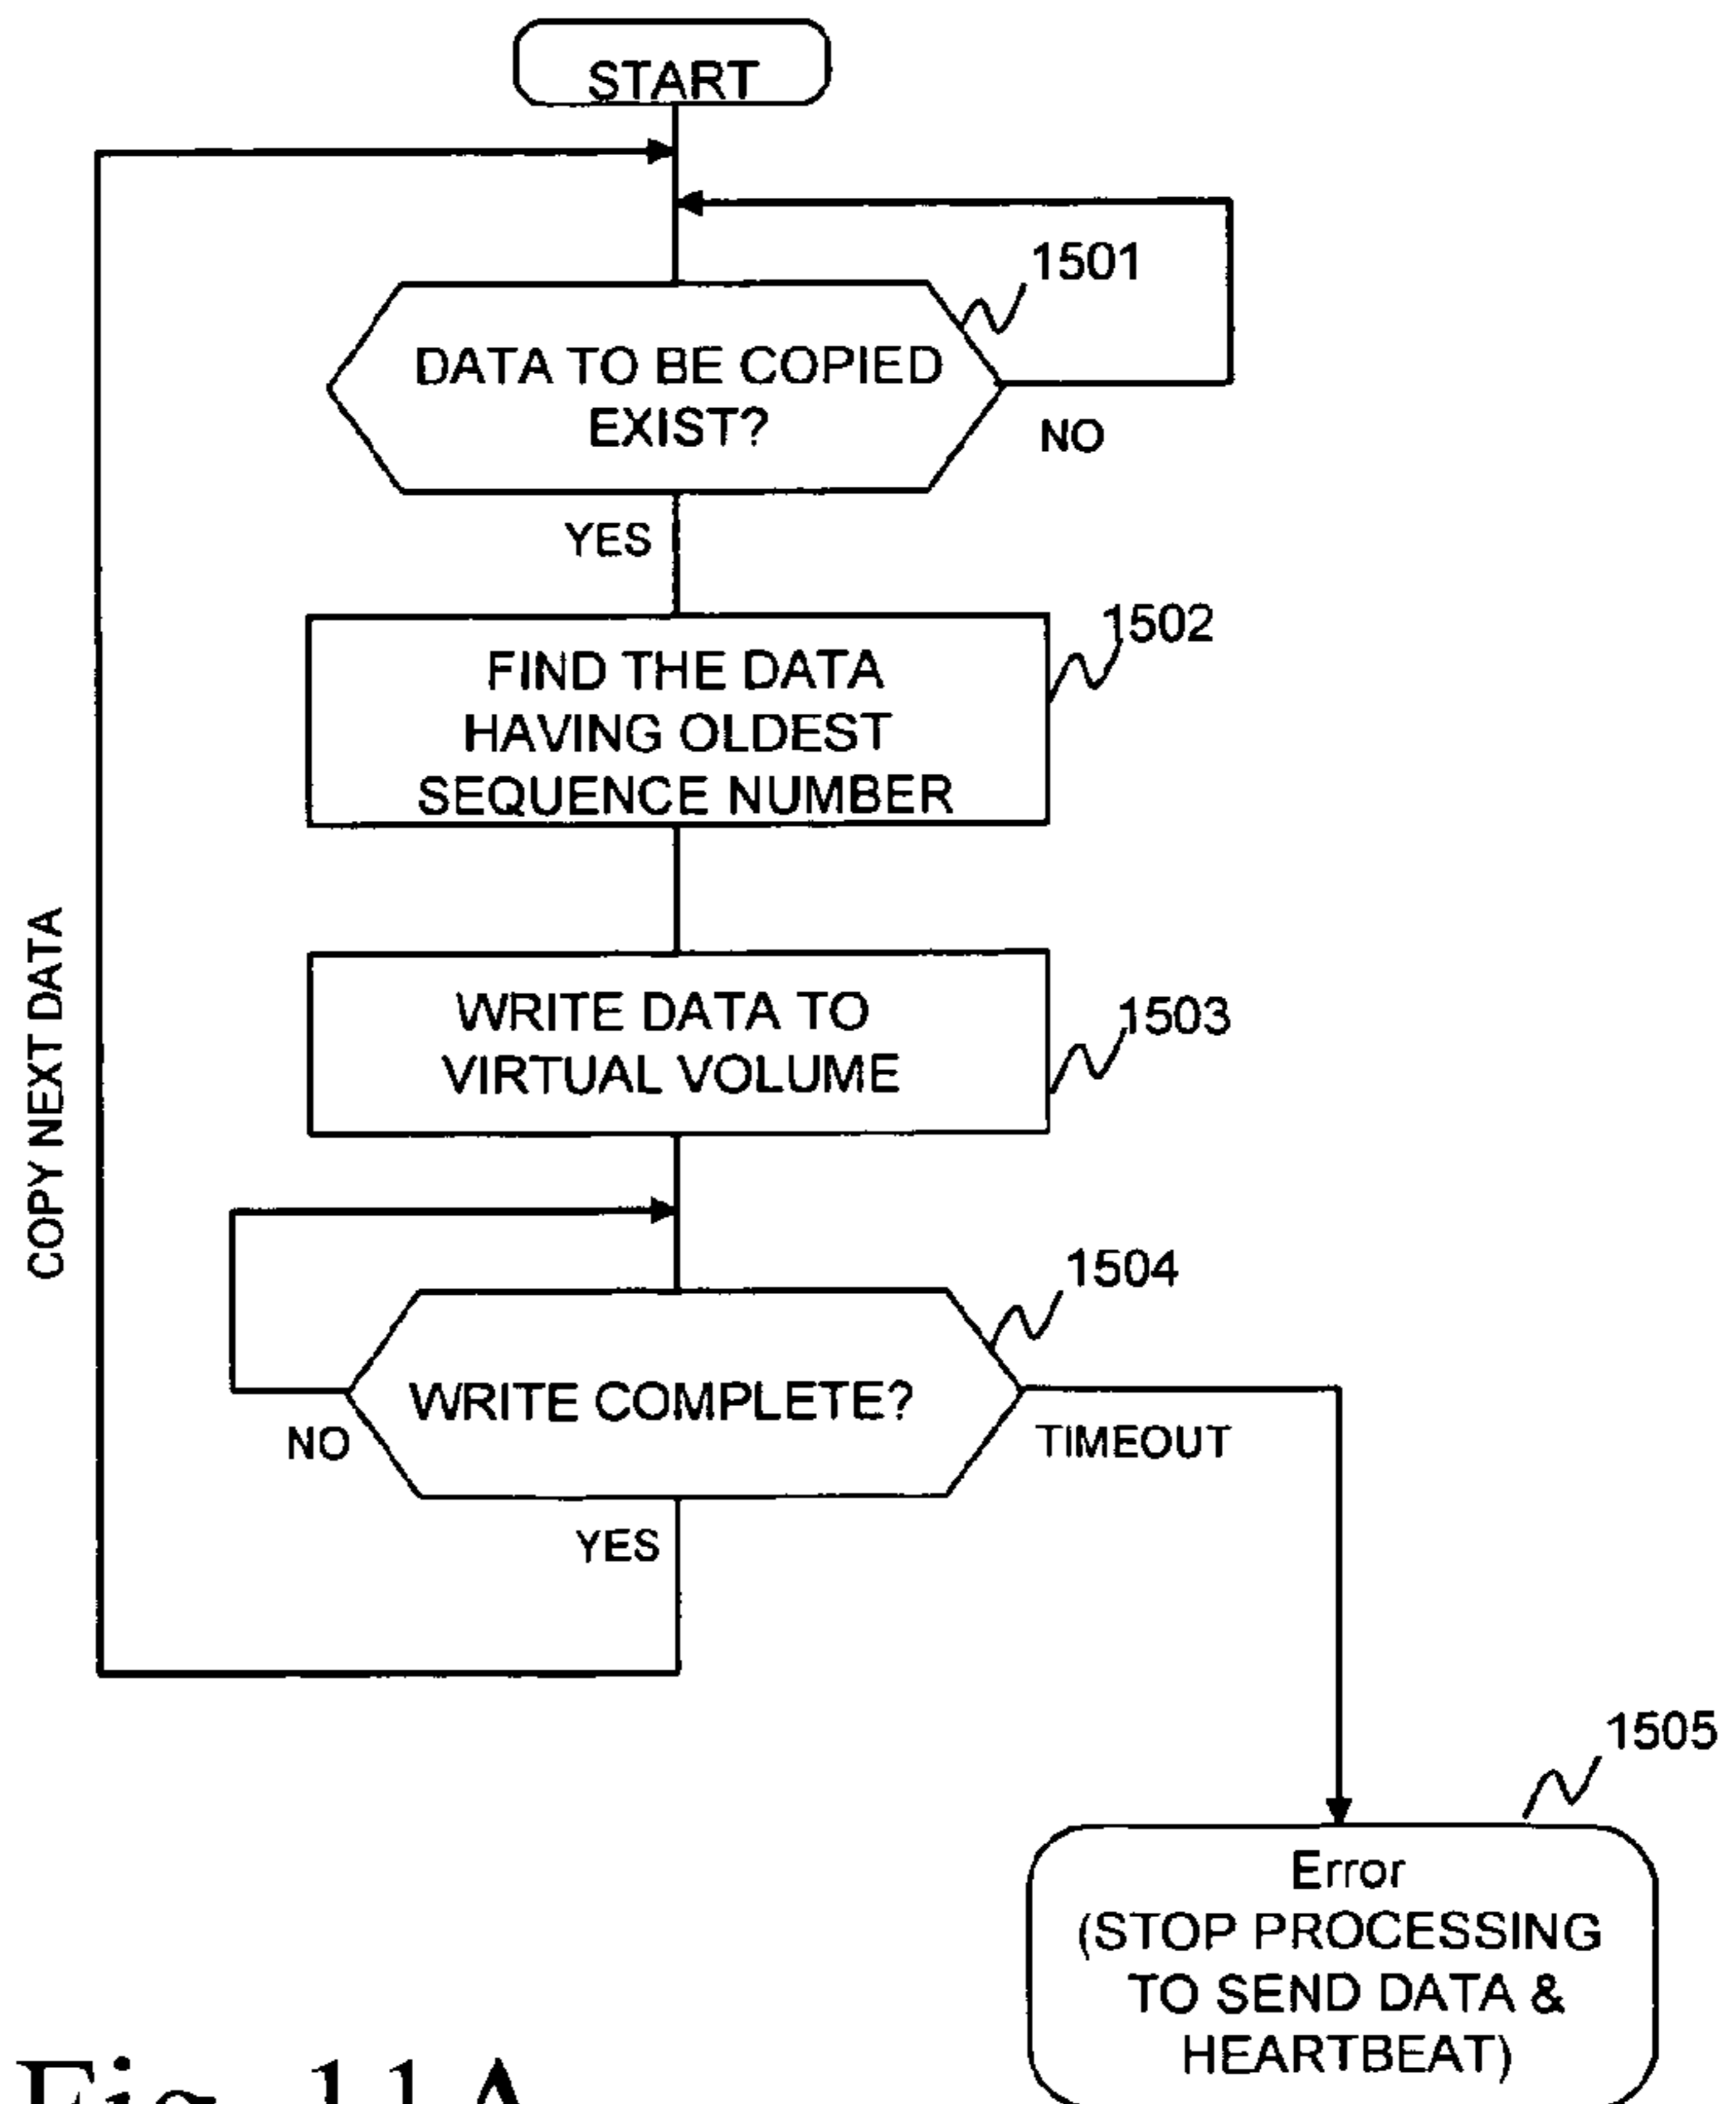 START
1501
DATA TO BE COPIED
EXIST?
NO
YES
1502
FIND THE DATA
HAVING OLDEST
SEQUENCE NUMBER
1503
WRITE DATA TO
VIRTUAL VOLUME
COPY NEXT DATA
1504
WRITE COMPLETE?
NO
TIMEOUT
YES
1505
Error
(STOP PROCESSING
TO SEND DATA &
HEARTBEAT)
Fig. 11A